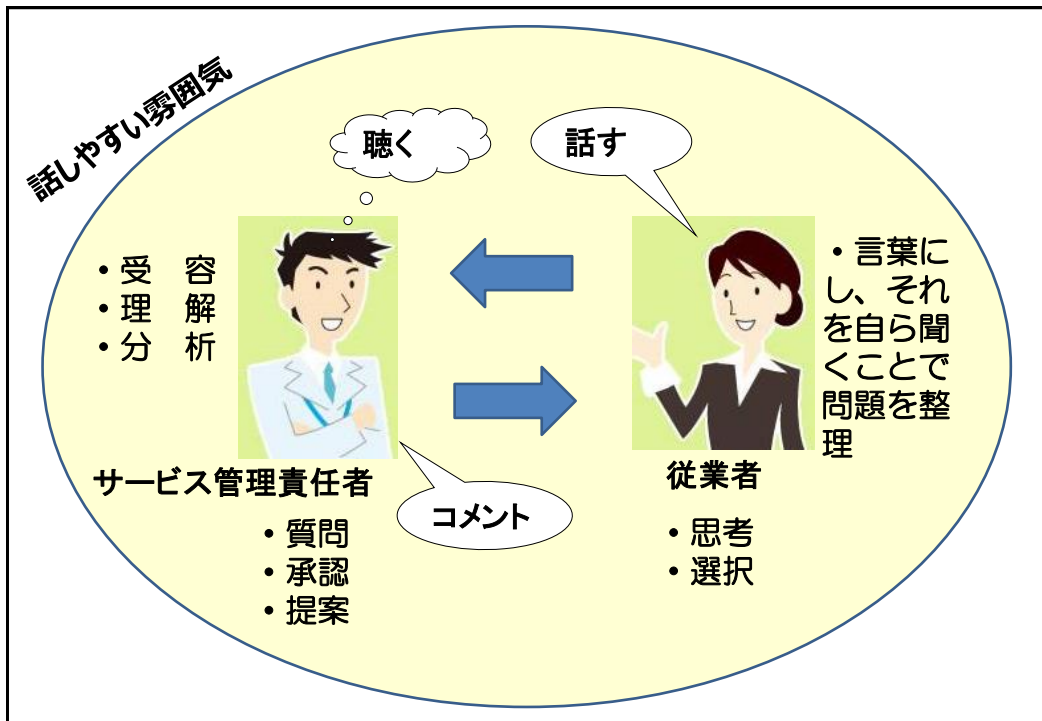 話しやすい雰囲気
聴く
話す
・受　容
・理　解
・分　析
・言葉に
し、それ
を自ら聞
くことで
問題を整
理
サービス管理責任者
従業者
コメント
・質問
・承認
・提案
・思考
・選択